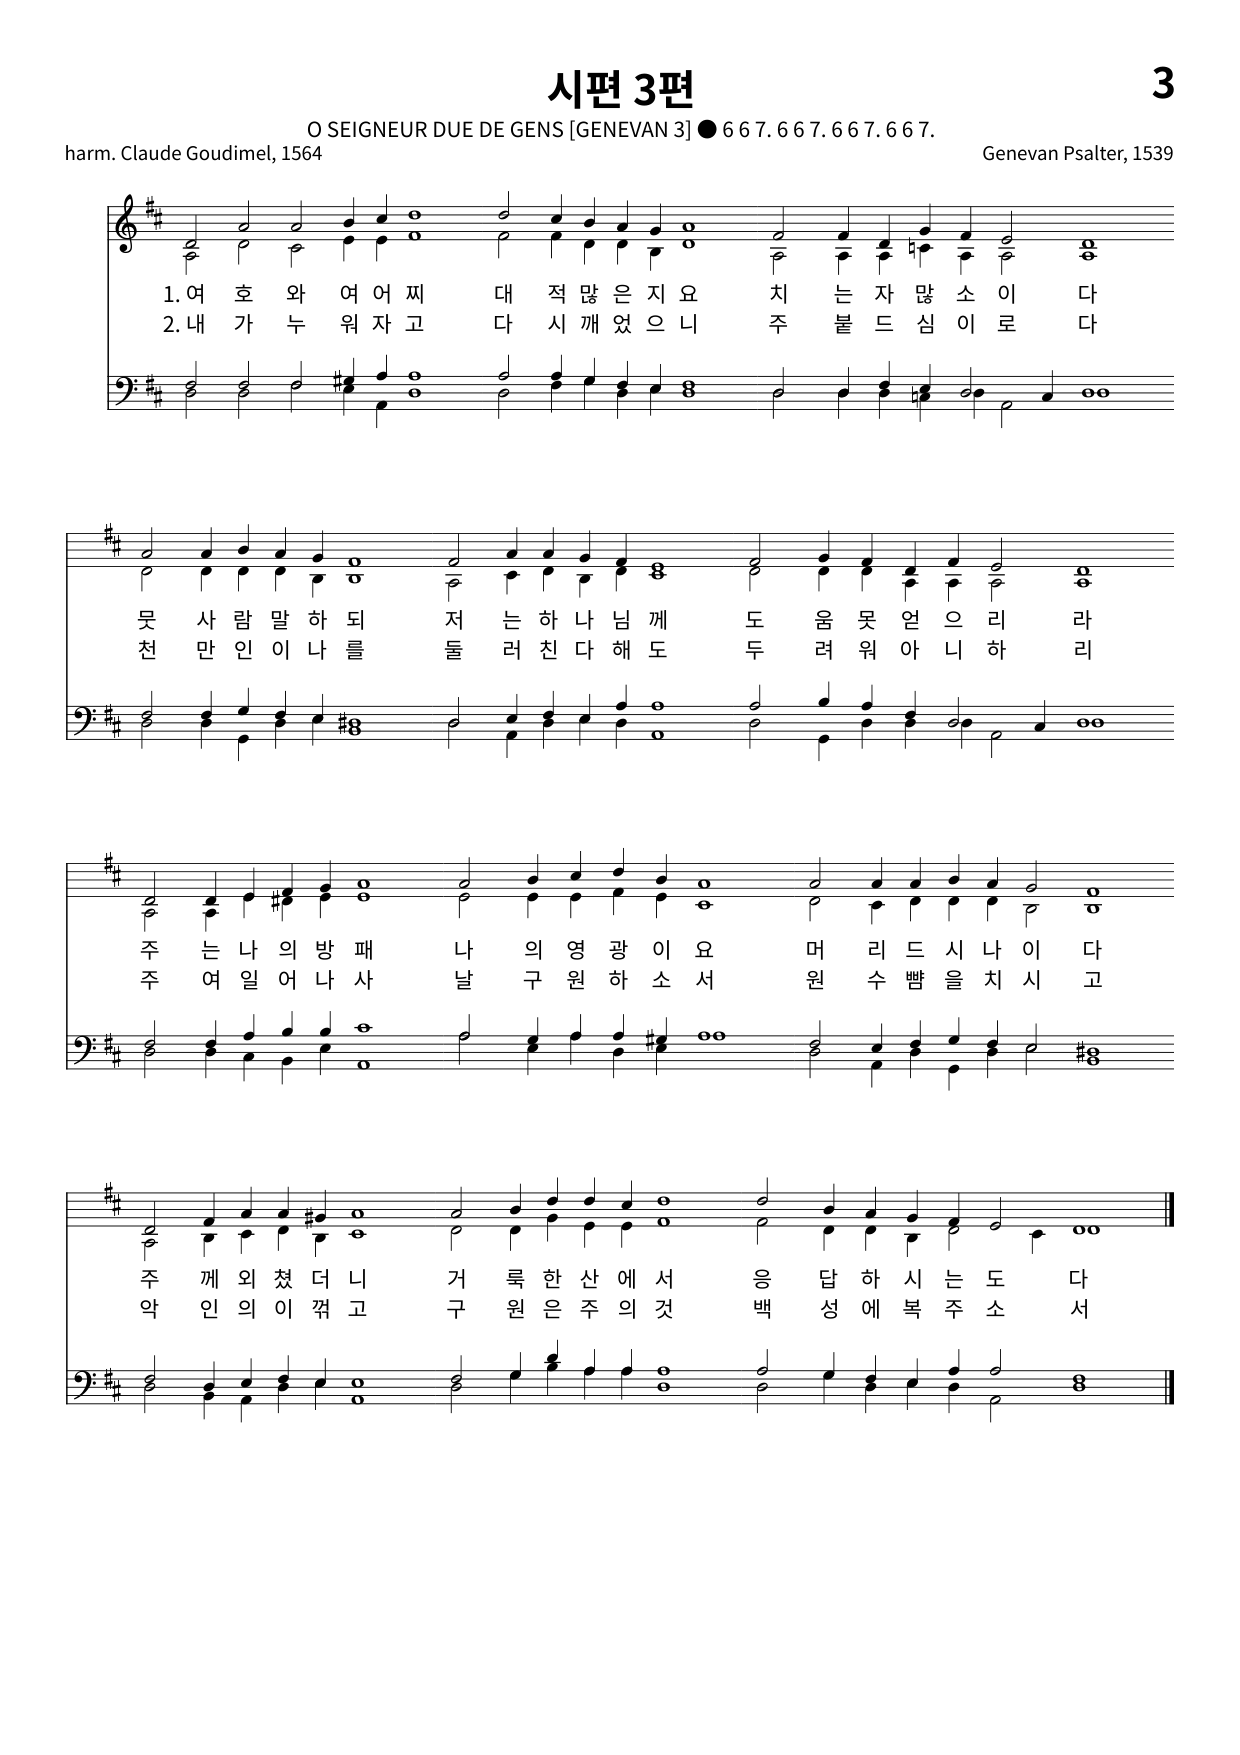 시편 3편
3
O SEIGNEUR DUE DE GENS [GENEVAN 3] ● 6 6 7. 6 6 7. 6 6 7. 6 6 7.
harm. Claude Goudimel, 1564
Genevan Psalter, 1539
1. 여 호 와 여 어 찌 대 적 많 은 지 요 치 는 자 많 소 이 다
2. 내 가 누 워 자 고 다 시 깨 었 으 니 주 붙 드 심 이 로 다
뭇 사 람 말 하 되 저 는 하 나 님 께 도 움 못 얻 으 리 라
천 만 인 이 나 를 둘 러 친 다 해 도 두 려 워 아 니 하 리
주 는 나 의 방 패 나 의 영 광 이 요 머 리 드 시 나 이 다
주 여 일 어 나 사 날 구 원 하 소 서 원 수 뺨 을 치 시 고
주 께 외 쳤 더 니 거 룩 한 산 에 서 응 답 하 시 는 도 다
악 인 의 이 꺾 고 구 원 은 주 의 것 백 성 에 복 주 소 서